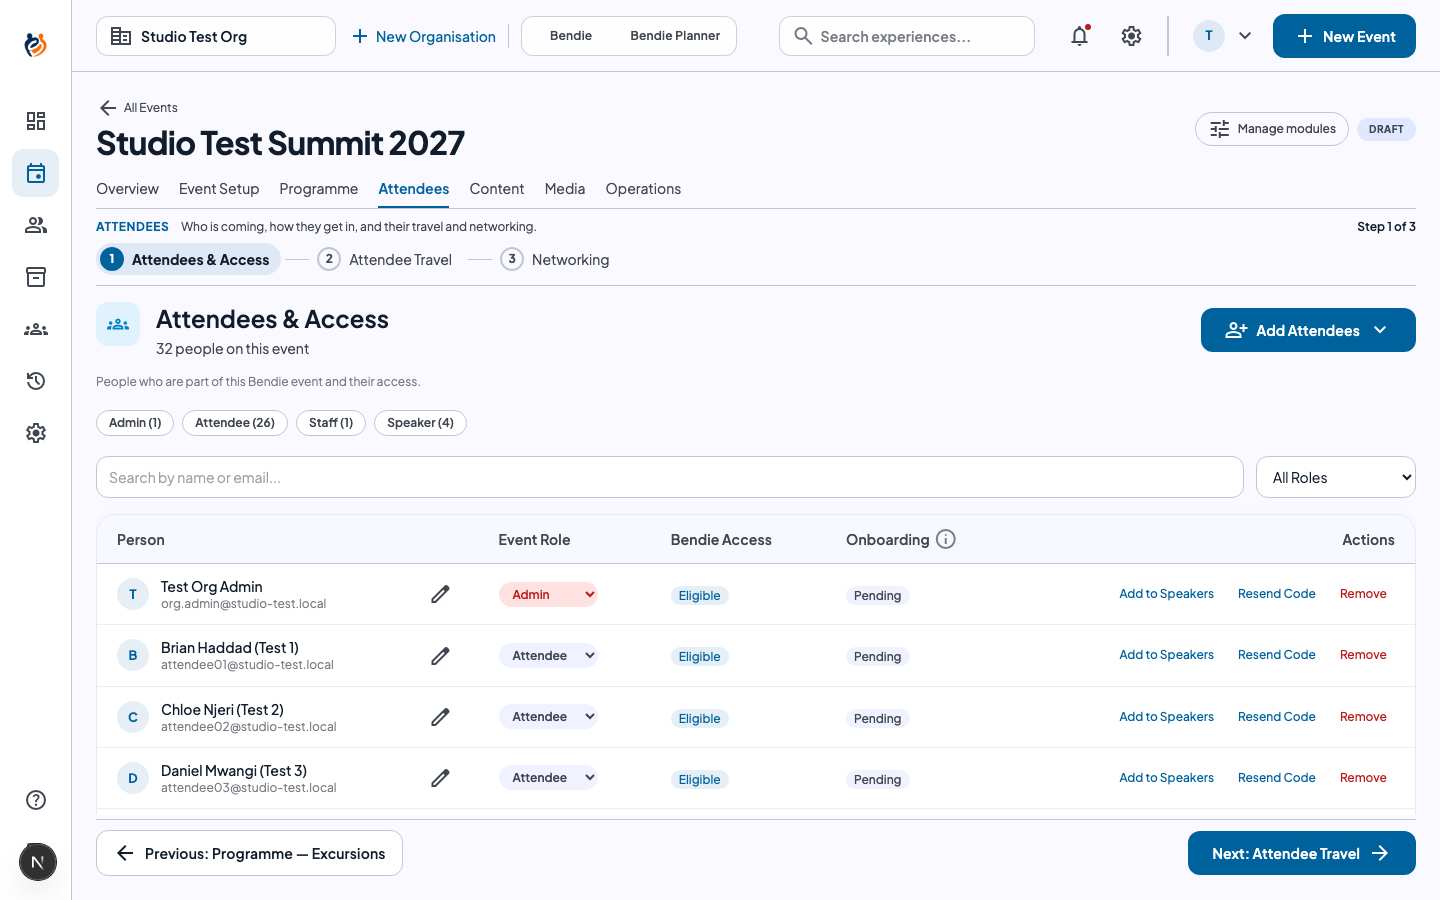 Studio Test Org
New Organisation
Bendie
Bendie Planner
Search experiences...
T
New Event
All Events
Studio Test Summit 2027
Manage modules
DRAFT
Overview
Event Setup
Programme
Attendees
Content
Media
Operations
ATTENDEES Who is coming, how they get in, and their travel and networking.
Step 1 of 3
1 Attendees & Access
2 Attendee Travel
3 Networking
Attendees & Access
32 people on this event
Add Attendees
People who are part of this Bendie event and their access.
Admin (1)
Attendee (26)
Staff (1)
Speaker (4)
Search by name or email...
All Roles
Person Event Role Bendie Access Onboarding Actions
T Test Org Admin Admin Eligible Pending Add to Speakers Resend Code Remove
org.admin@studio-test.local
B Brian Haddad (Test 1) Attendee Eligible Pending Add to Speakers Resend Code Remove
attendee01@studio-test.local
C Chloe Njeri (Test 2) Attendee Eligible Pending Add to Speakers Resend Code Remove
attendee02@studio-test.local
D Daniel Mwangi (Test 3) Attendee Eligible Pending Add to Speakers Resend Code Remove
attendee03@studio-test.local
N
Previous: Programme — Excursions
Next: Attendee Travel